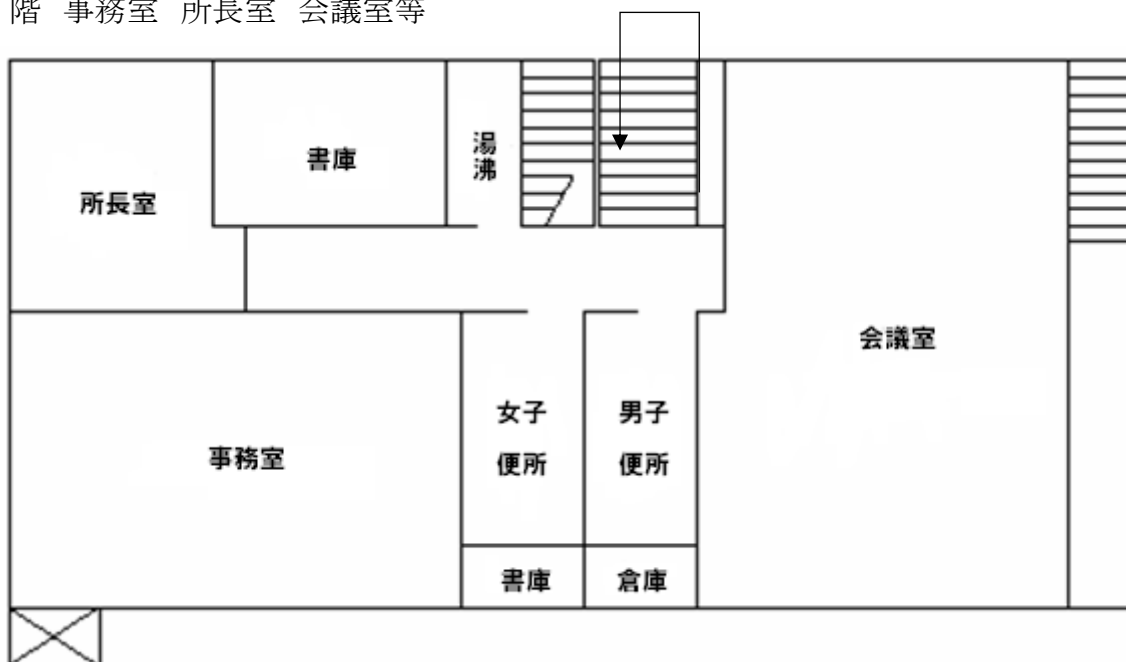 階 事務室 所長室 会議室等
書庫
湯沸
所長室
会議室
女子
便所
男子
便所
事務室
書庫
倉庫